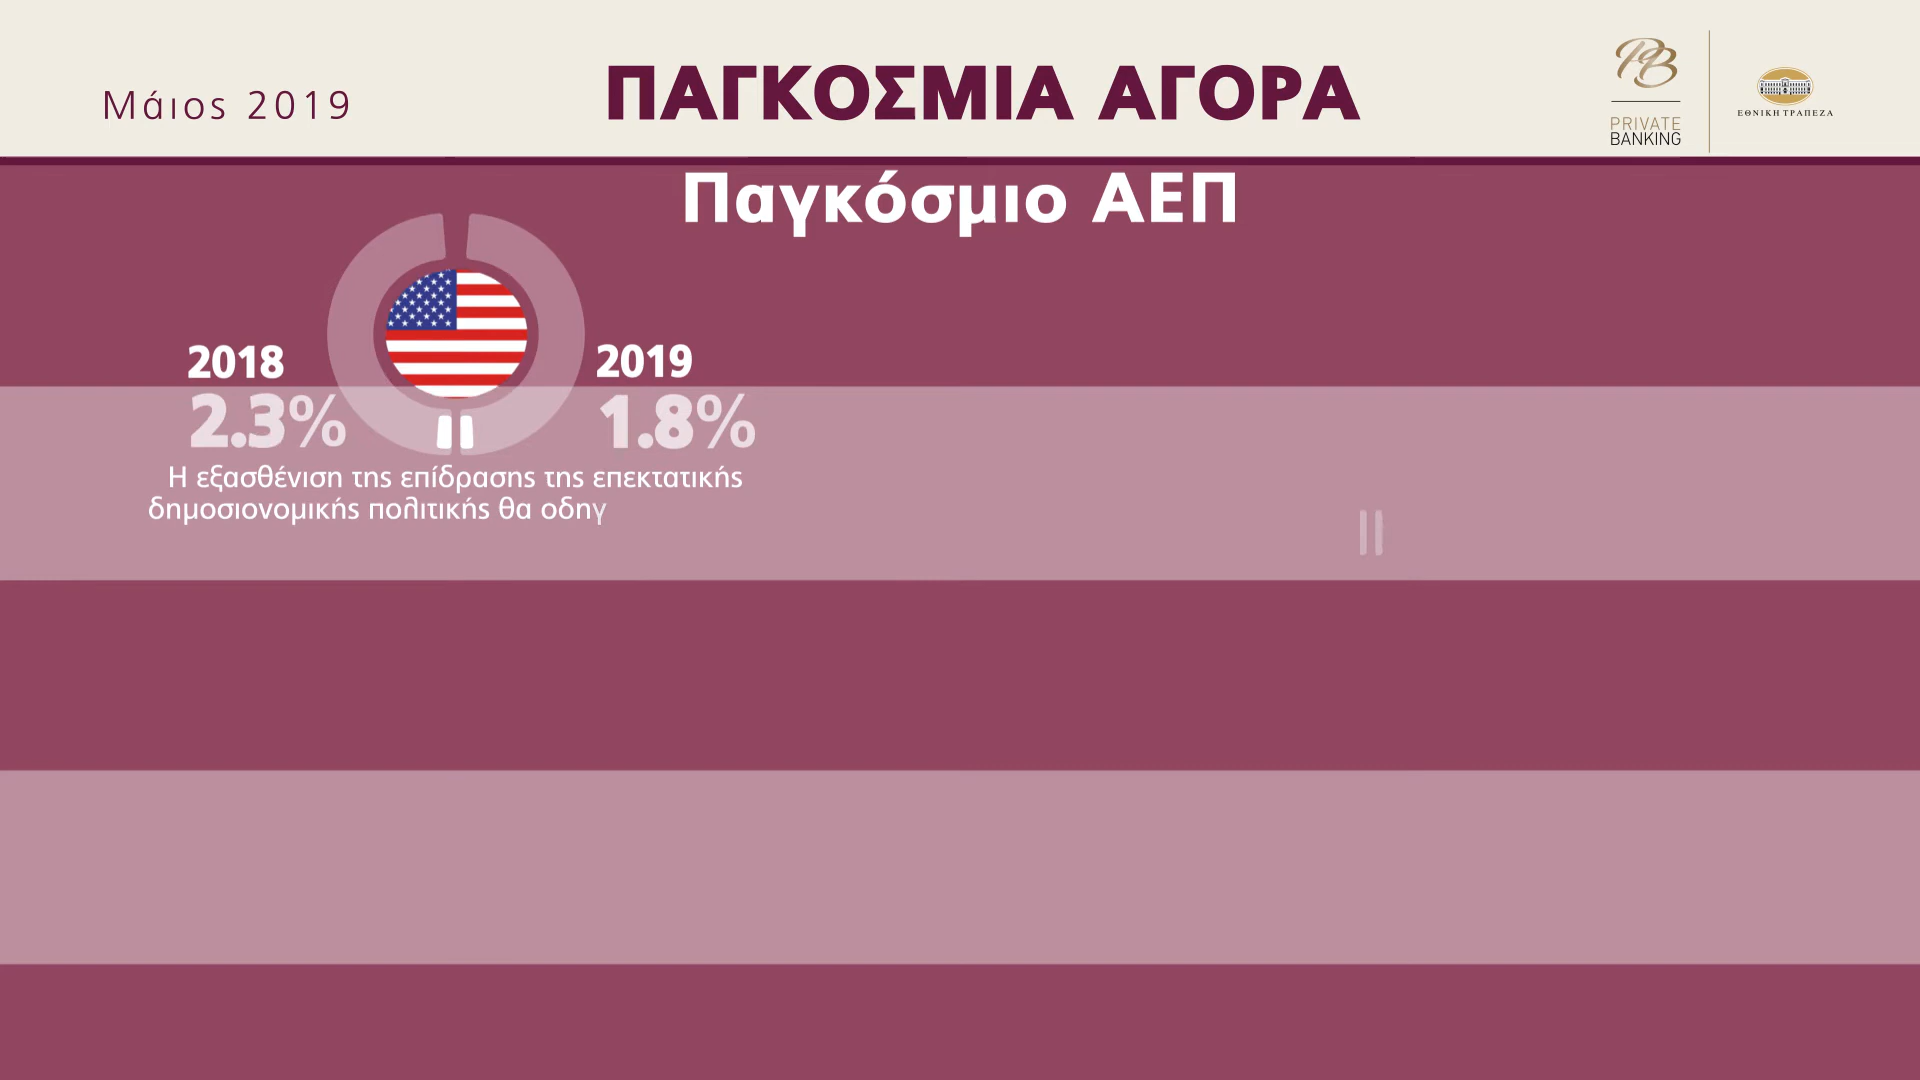 Μάιος 2019
ΠΑΓΚΟΣΜΙΑ ΑΓΟΡΑ
PRIVATE
BANKING
ΕΘΝΙΚΗ ΤΡΑΠΕΖΑ
Παγκόσμιο ΑΕΠ
2018
2.3%
2019
1.8%
Η εξασθένιση της επίδρασης της επεκτατικής
δημοσιονομικής πολιτικής θα οδηγ